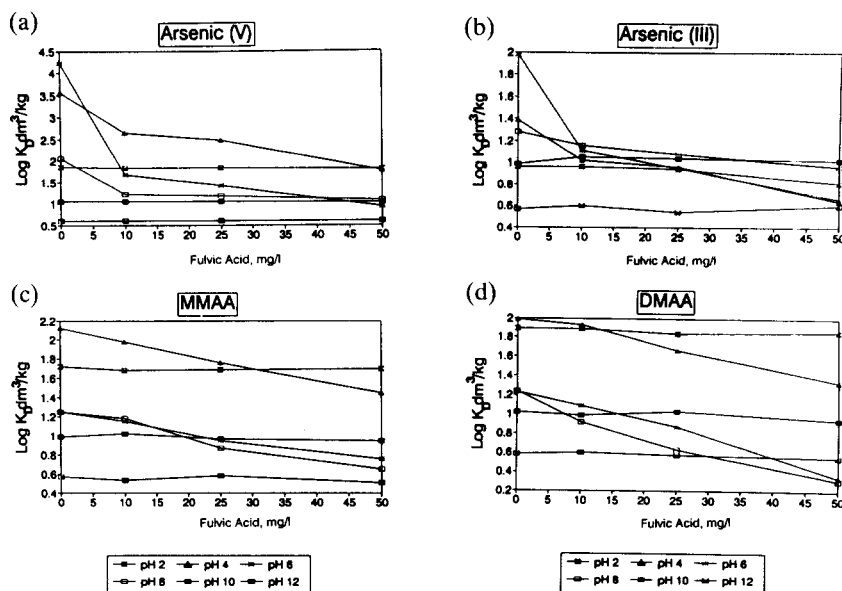 (a)
Arsenic (V)
Log K_D dm³/kg
4.5
4
3.5
3
2.5
2
1.5
1
0.5
0 5 10 15 20 25 30 35 40 45 50
Fulvic Acid, mg/l
(b)
Arsenic (III)
Log K_D dm³/kg
2
1.8
1.6
1.4
1.2
1
0.8
0.6
0.4
0 5 10 15 20 25 30 35 40 45 50
Fulvic Acid, mg/l
(c)
MMAA
Log K_D dm³/kg
2.2
2
1.8
1.6
1.4
1.2
1
0.8
0.6
0.4
0 5 10 15 20 25 30 35 40 45 50
Fulvic Acid, mg/l
(d)
DMAA
Log K_D dm³/kg
2
1.8
1.6
1.4
1.2
1
0.8
0.6
0.4
0.2
0 5 10 15 20 25 30 35 40 45 50
Fulvic Acid, mg/l
pH 2 pH 4 pH 6
pH 8 pH 10 pH 12
pH 2 pH 4 pH 6
pH 8 pH 10 pH 12